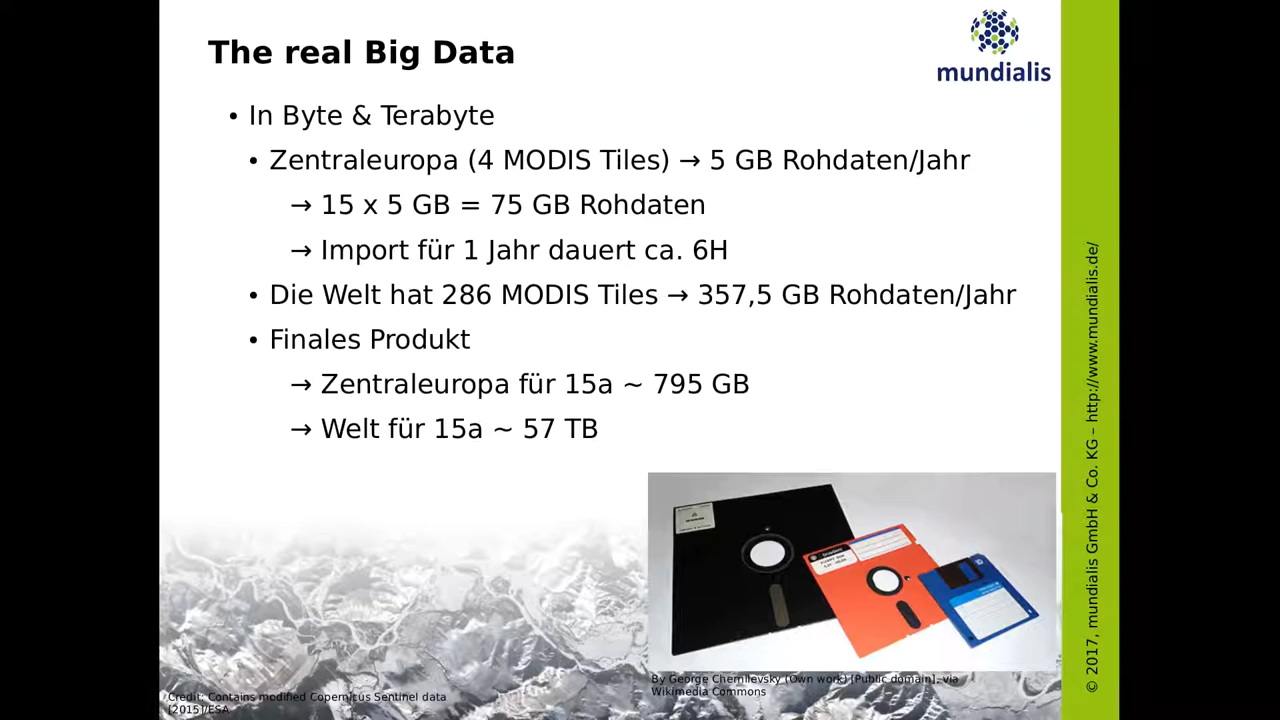 The real Big Data
mundialis
• In Byte & Terabyte
• Zentraleuropa (4 MODIS Tiles) → 5 GB Rohdaten/Jahr
→ 15 x 5 GB = 75 GB Rohdaten
→ Import für 1 Jahr dauert ca. 6H
• Die Welt hat 286 MODIS Tiles → 357,5 GB Rohdaten/Jahr
• Finales Produkt
→ Zentraleuropa für 15a ~ 795 GB
→ Welt für 15a ~ 57 TB
By George Chernilevsky (Own work) [Public domain], via
Wikimedia Commons
Credit: Contains modified Copernicus Sentinel data
[2015]/ESA
© 2017, mundialis GmbH & Co. KG – http://www.mundialis.de/